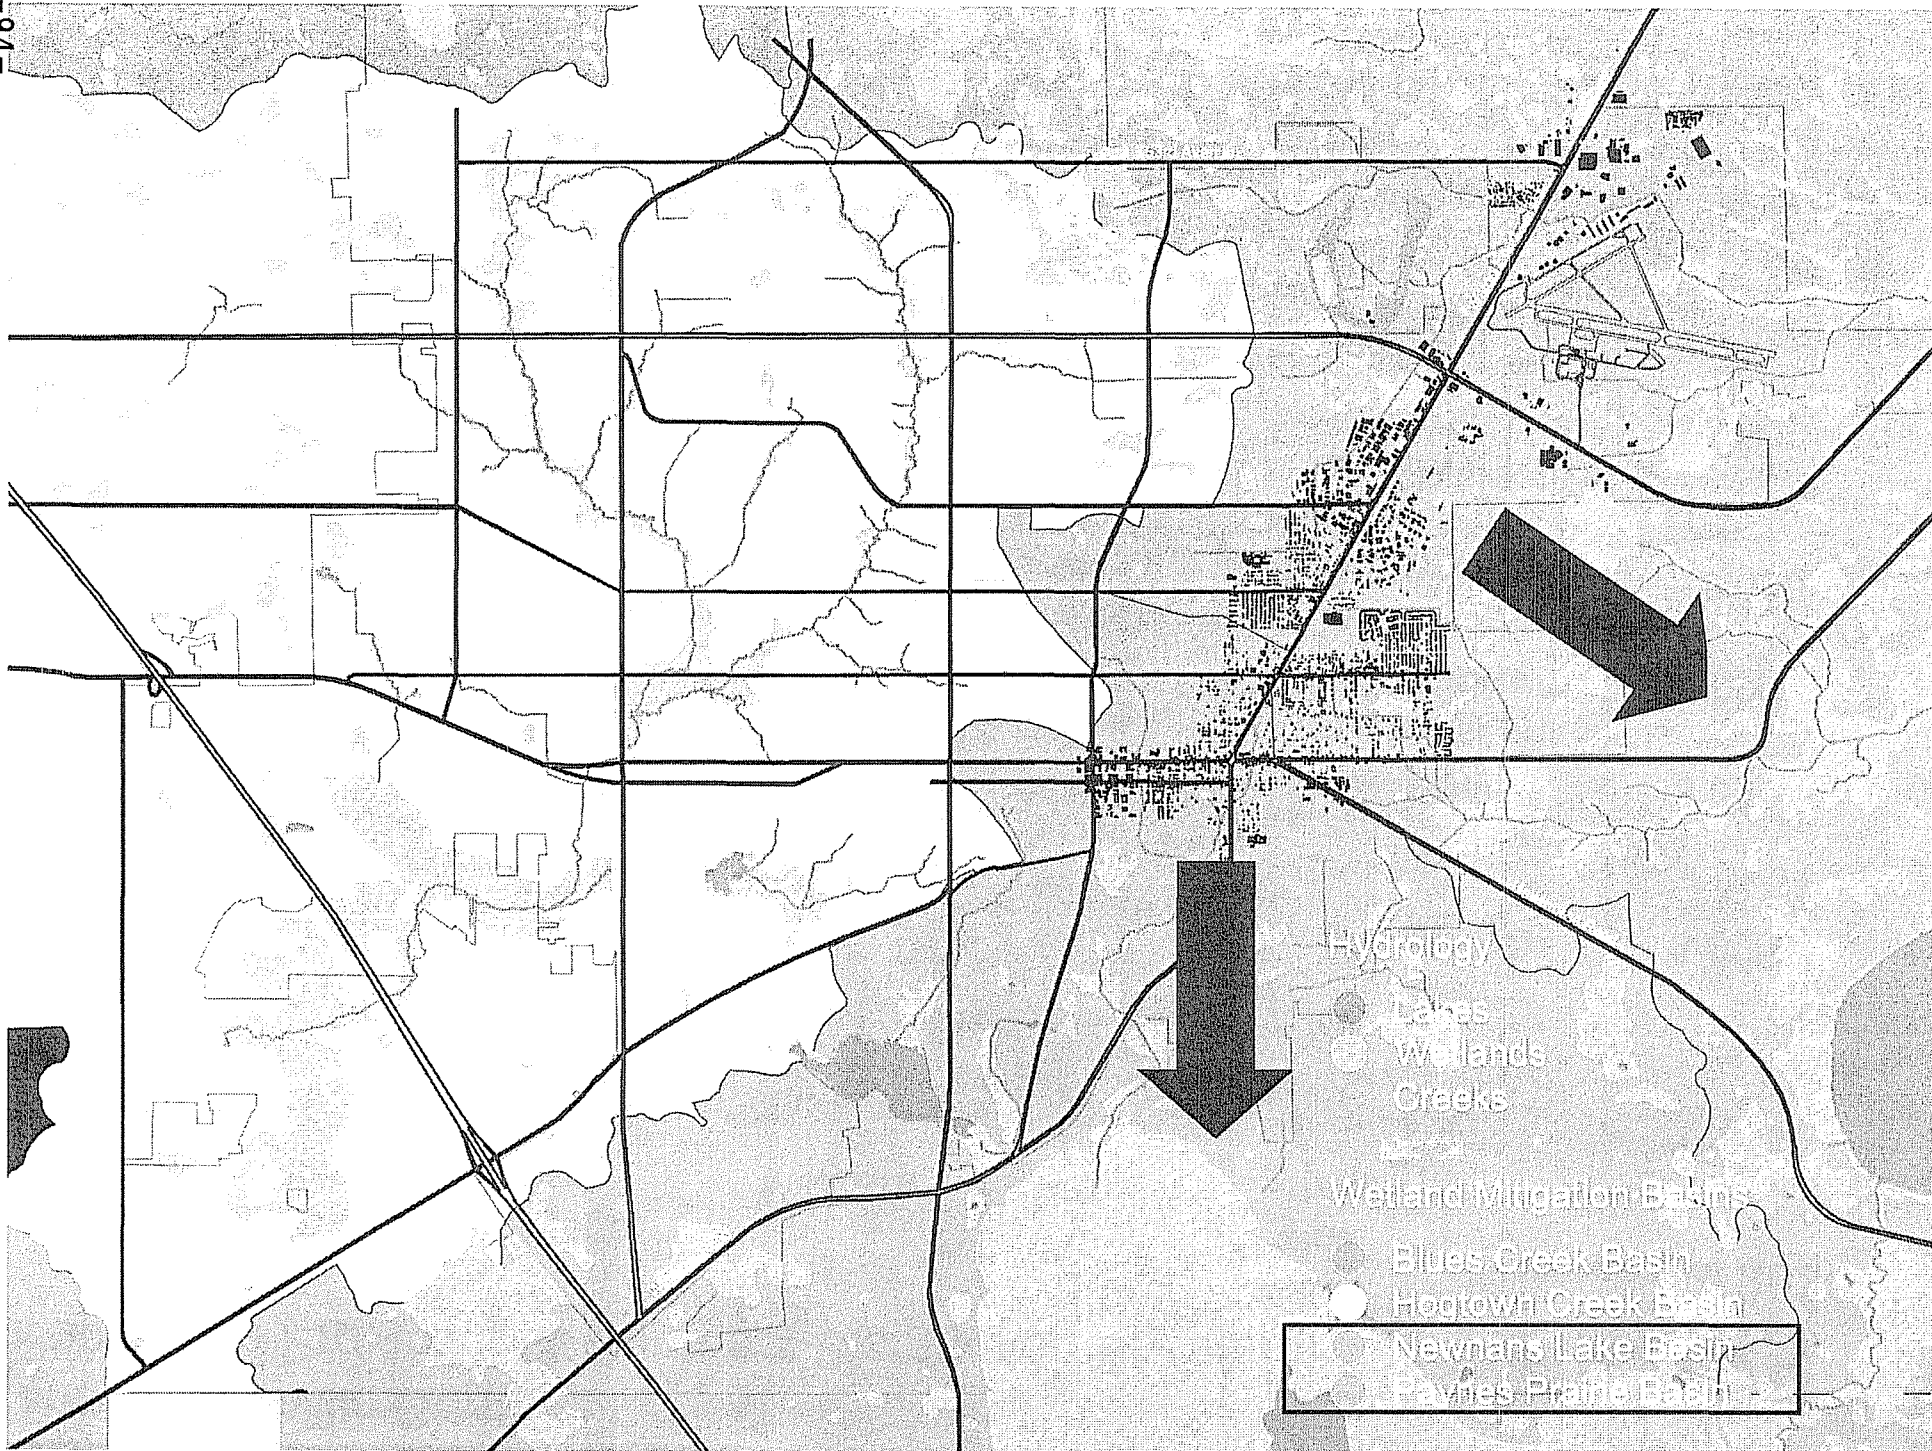 Hydrology
Lakes
Wetlands
Creeks
Wetland Mitigation Basins
Blues Creek Basin
Hogtown Creek Basin
Newnans Lake Basin
Paynes Prairie Basin